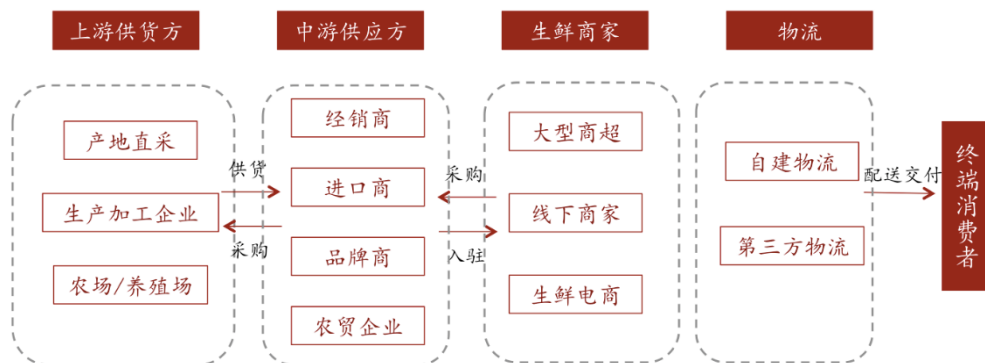 上游供货方
中游供应方
生鲜商家
物流
产地直采
生产加工企业
农场/养殖场
供货
采购
经销商
进口商
品牌商
农贸企业
采购
入驻
大型商超
线下商家
生鲜电商
自建物流
第三方物流
配送交付
终端消费者